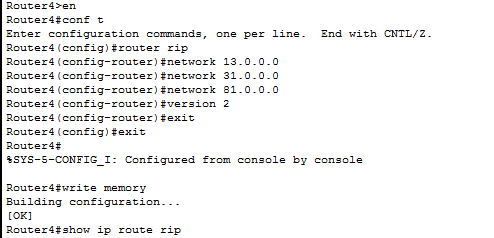 Router4>en
Router4#conf t
Enter configuration commands, one per line.  End with CNTL/Z.
Router4(config)#router rip
Router4(config-router)#network 13.0.0.0
Router4(config-router)#network 31.0.0.0
Router4(config-router)#network 81.0.0.0
Router4(config-router)#version 2
Router4(config-router)#exit
Router4(config)#exit
Router4#
%SYS-5-CONFIG_I: Configured from console by console

Router4#write memory
Building configuration...
[OK]
Router4#show ip route rip